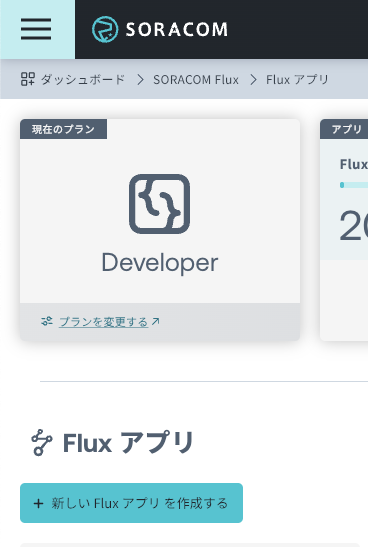 SORACOM
ダッシュボード > SORACOM Flux > Flux アプリ
現在のプラン
Developer
プランを変更する
アプリ
Flux
Flux アプリ
+ 新しい Flux アプリ を作成する